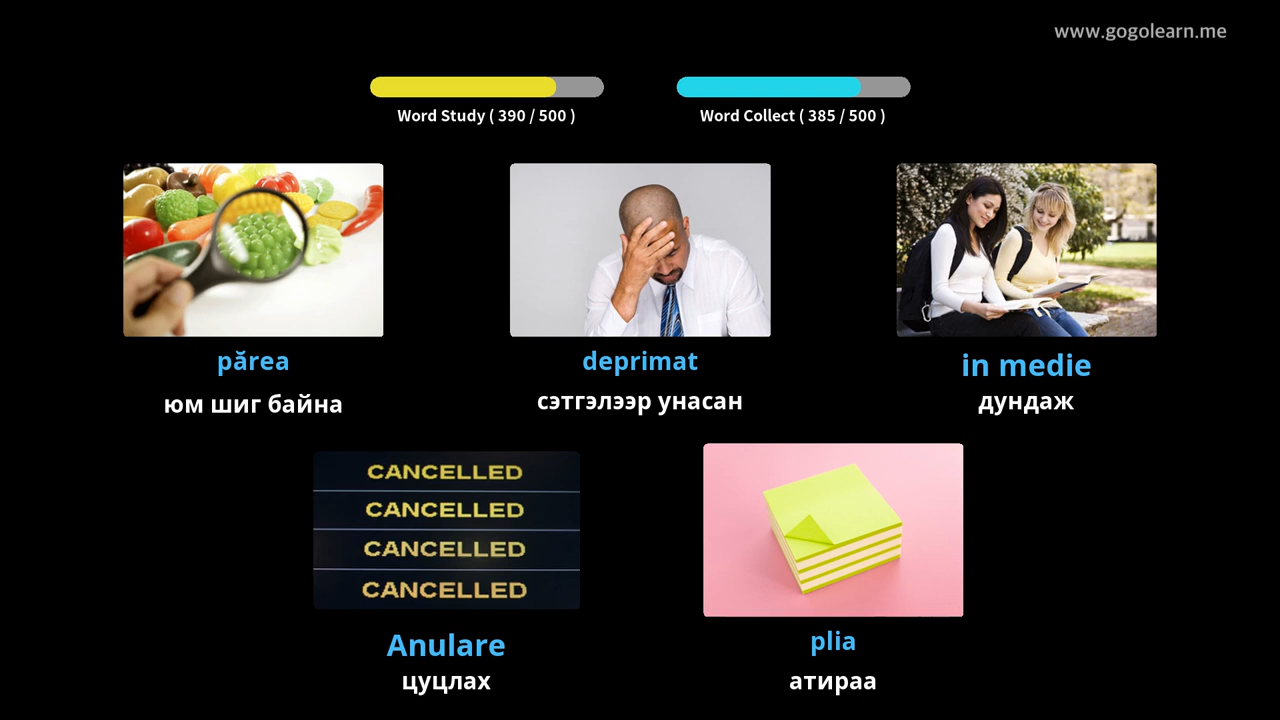 www.gogolearn.me
Word Study ( 390 / 500 )
Word Collect ( 385 / 500 )
părea
юм шиг байна
deprimat
сэтгэлээр унасан
in medie
дундаж
CANCELLED
CANCELLED
CANCELLED
CANCELLED
Anulare
цуцлах
plia
атираа